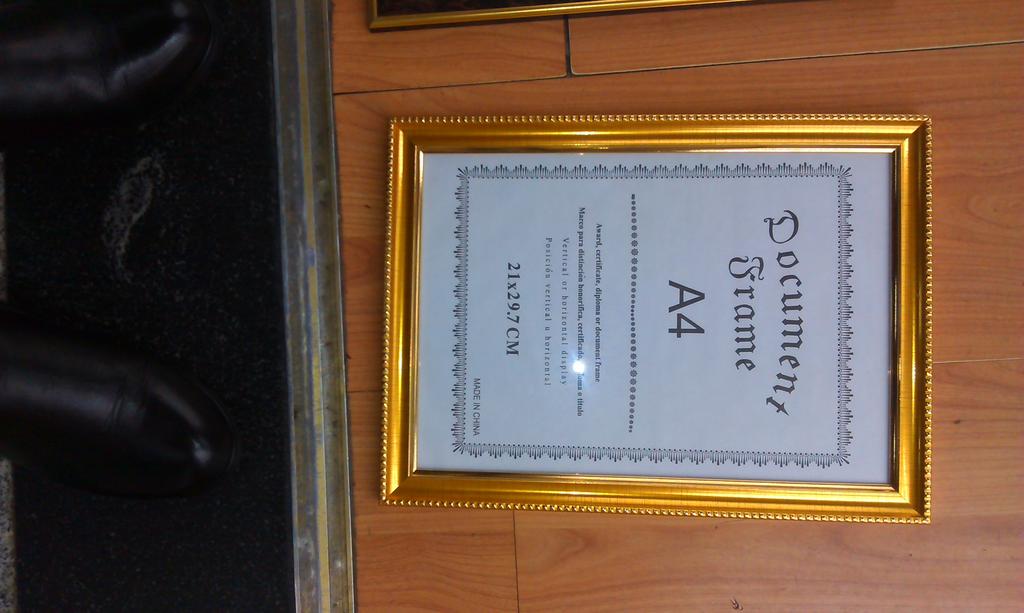 Document
Frame
A4
Award, certificate, diploma or document frame
Marco para distinción honorífica, certificado, diploma o título
Vertical or horizontal display
Posición vertical u horizontal
21x29.7CM
MADE IN CHINA